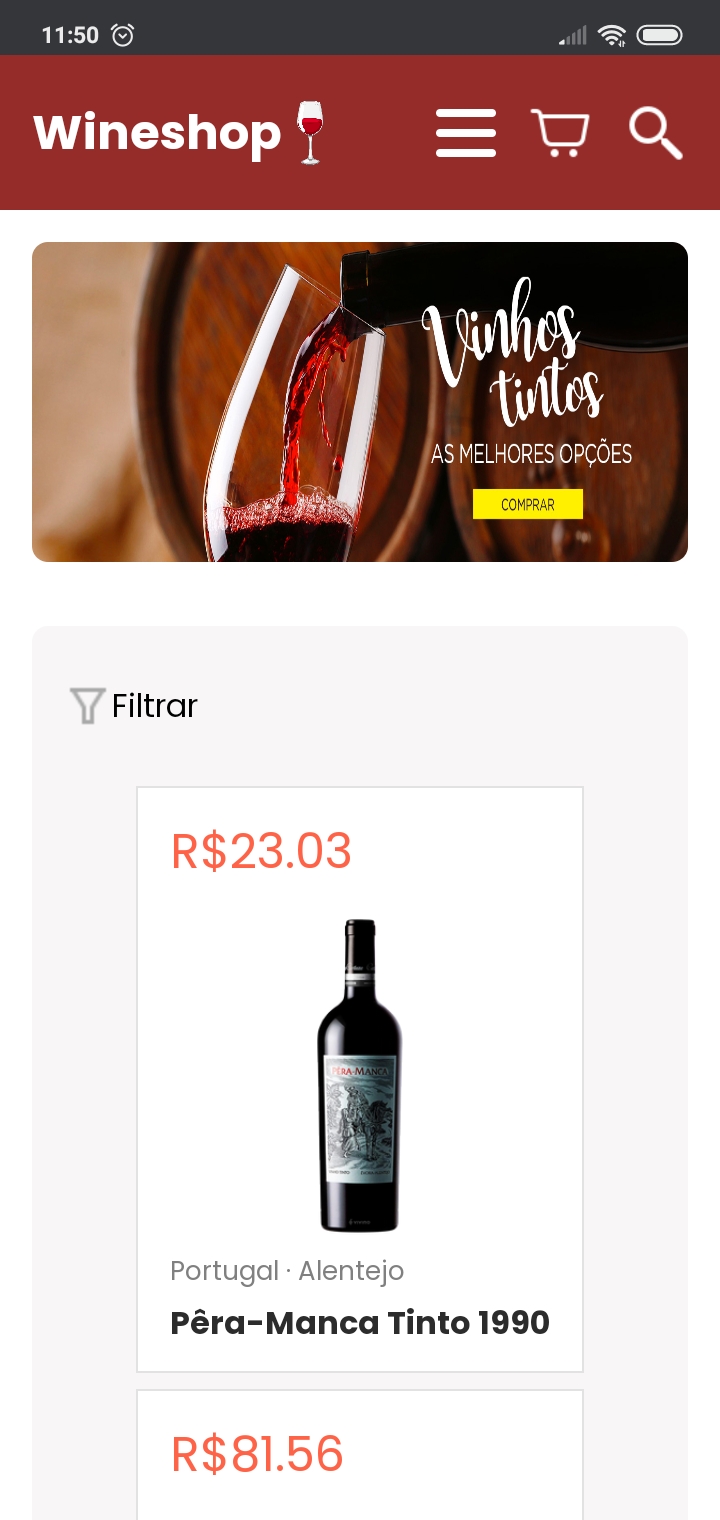 11:50
Wineshop
Vinhos
tintos
AS MELHORES OPÇÕES
COMPRAR
Filtrar
R$23.03
PÊRA-MANCA
Portugal · Alentejo
Pêra-Manca Tinto 1990
R$81.56